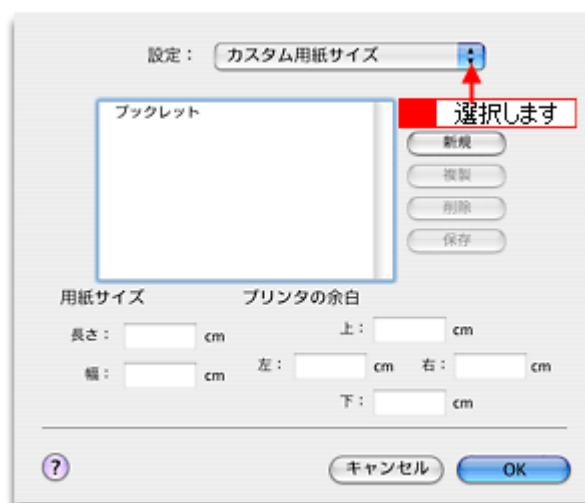 設定： カスタム用紙サイズ
ブックレット
選択します
新規
複製
削除
保存
用紙サイズ
プリンタの余白
長さ： cm
上： cm
幅： cm
左： cm 右： cm
下： cm
?
キャンセル
OK